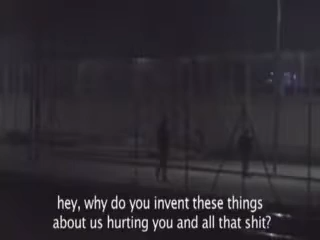 hey, why do you invent these things
about us hurting you and all that shit?